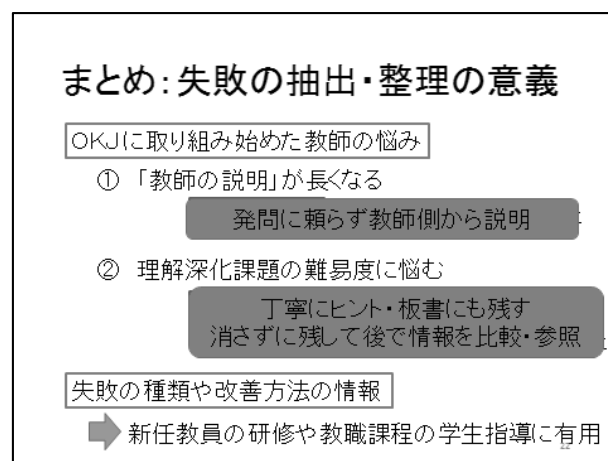 まとめ:失敗の抽出・整理の意義
OKJに取り組み始めた教師の悩み
① 「教師の説明」が長くなる
発問に頼らず教師側から説明
② 理解深化課題の難易度に悩む
丁寧にヒント・板書にも残す
消さずに残して後で情報を比較・参照
失敗の種類や改善方法の情報
新任教員の研修や教職課程の学生指導に有用
22